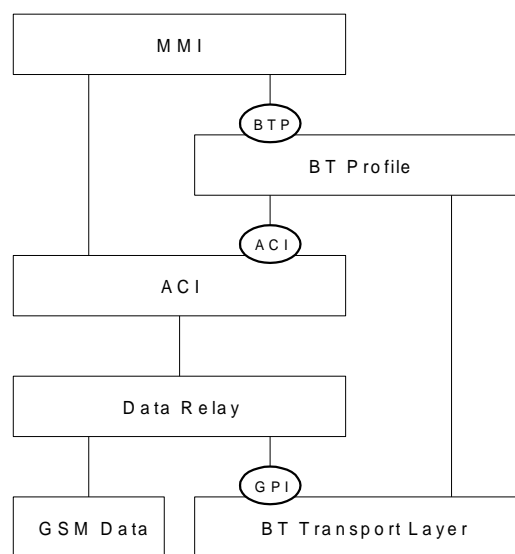 MMI
BTP
BT Profile
ACI
ACI
Data Relay
GPI
GSM Data
BT Transport Layer